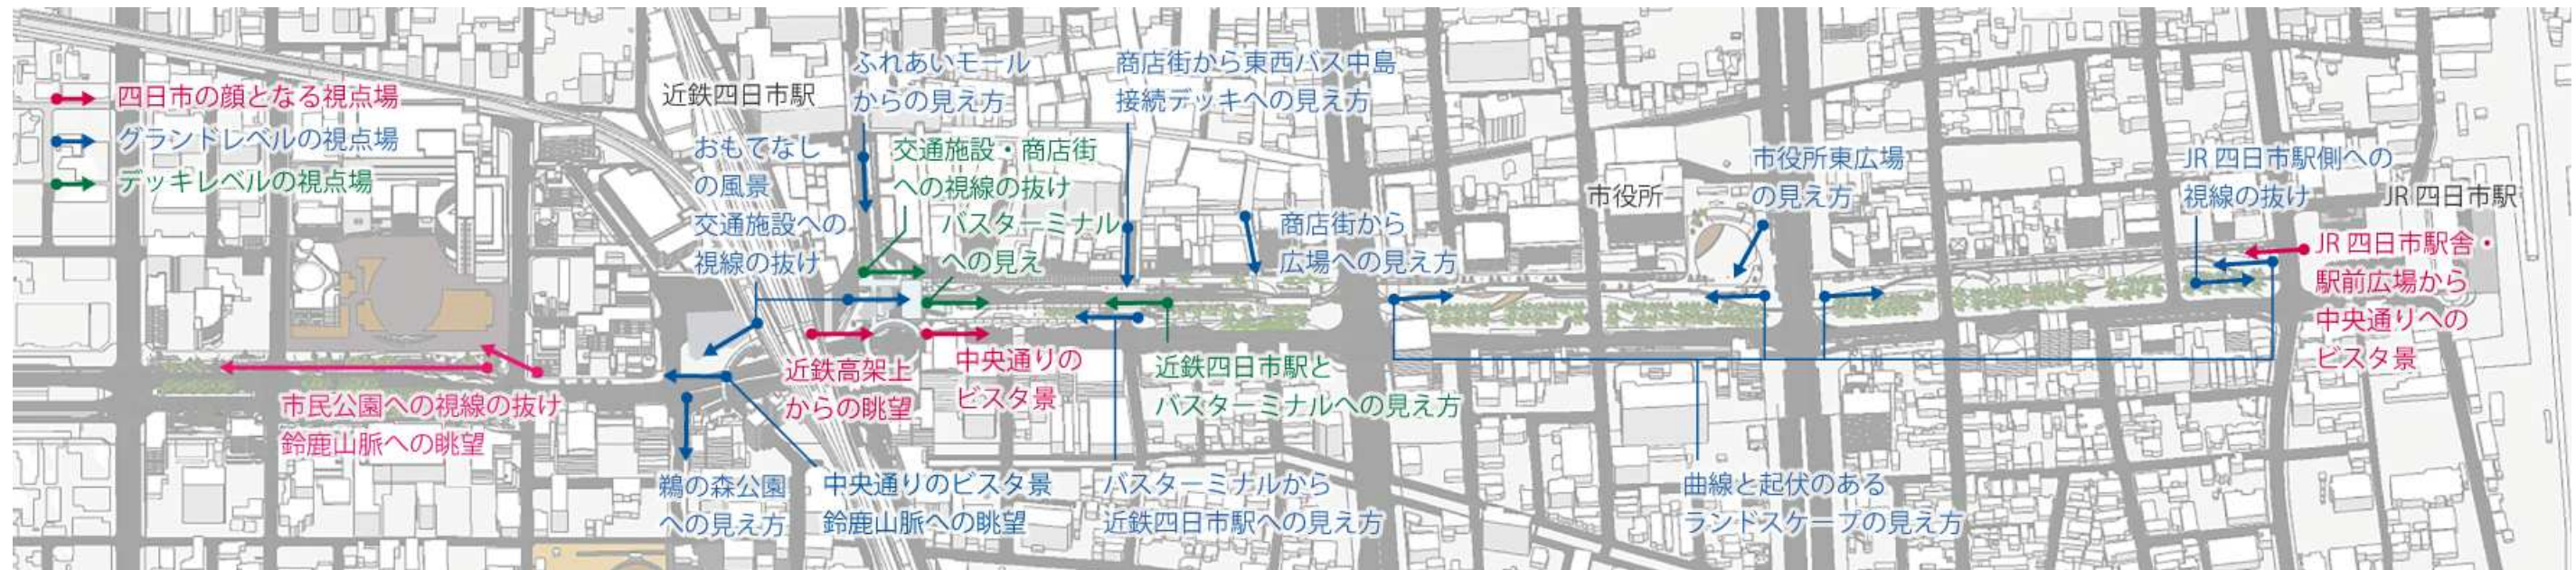 四日市の顔となる視点場
グランドレベルの視点場
デッキレベルの視点場
近鉄四日市駅
ふれあいモール
からの見え方
商店街から東西バス中島
接続デッキへの見え方
おもてなし
の風景
交通施設への
視線の抜け
交通施設・商店街
への視線の抜け
バスターミナル
への見え
商店街から
広場への見え方
市役所
市役所東広場
の見え方
JR 四日市駅側への
視線の抜け
JR 四日市駅
JR 四日市駅舎・
駅前広場から
中央通りへの
ビスタ景
市民公園への視線の抜け
鈴鹿山脈への眺望
近鉄高架上
からの眺望
中央通りの
ビスタ景
近鉄四日市駅と
バスターミナルへの見え方
鵜の森公園
への見え方
中央通りのビスタ景
鈴鹿山脈への眺望
バスターミナルから
近鉄四日市駅への見え方
曲線と起伏のある
ランドスケープの見え方